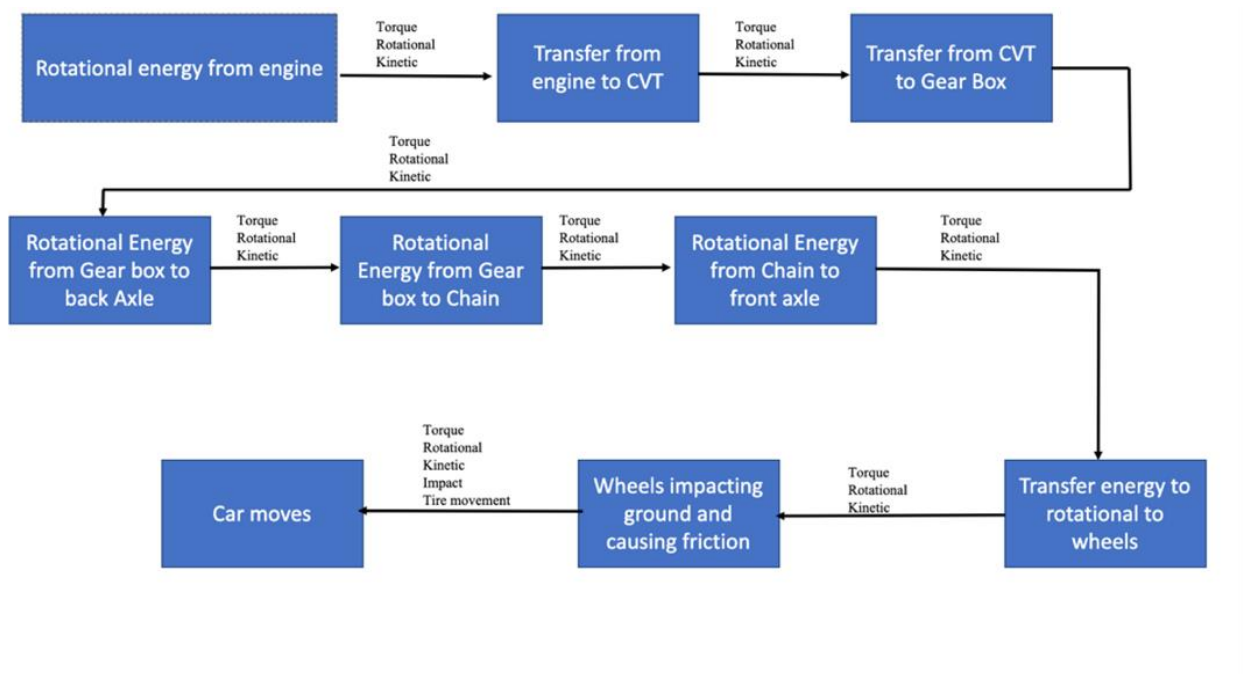 Rotational energy from engine
Torque
Rotational
Kinetic
Transfer from
engine to CVT
Torque
Rotational
Kinetic
Transfer from CVT
to Gear Box
Torque
Rotational
Kinetic
Rotational Energy
from Gear box to
back Axle
Torque
Rotational
Kinetic
Rotational
Energy from Gear
box to Chain
Torque
Rotational
Kinetic
Rotational Energy
from Chain to
front axle
Torque
Rotational
Kinetic
Transfer energy to
rotational to
wheels
Torque
Rotational
Kinetic
Wheels impacting
ground and
causing friction
Torque
Rotational
Kinetic
Impact
Tire movement
Car moves